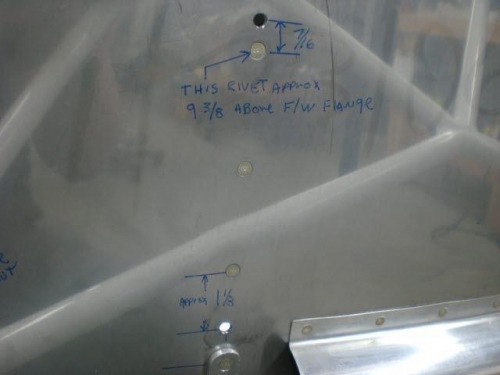 7/16
THIS RIVET APPROX
9 3/8 ABOVE F/W FLANGE
APPROX 1 1/8